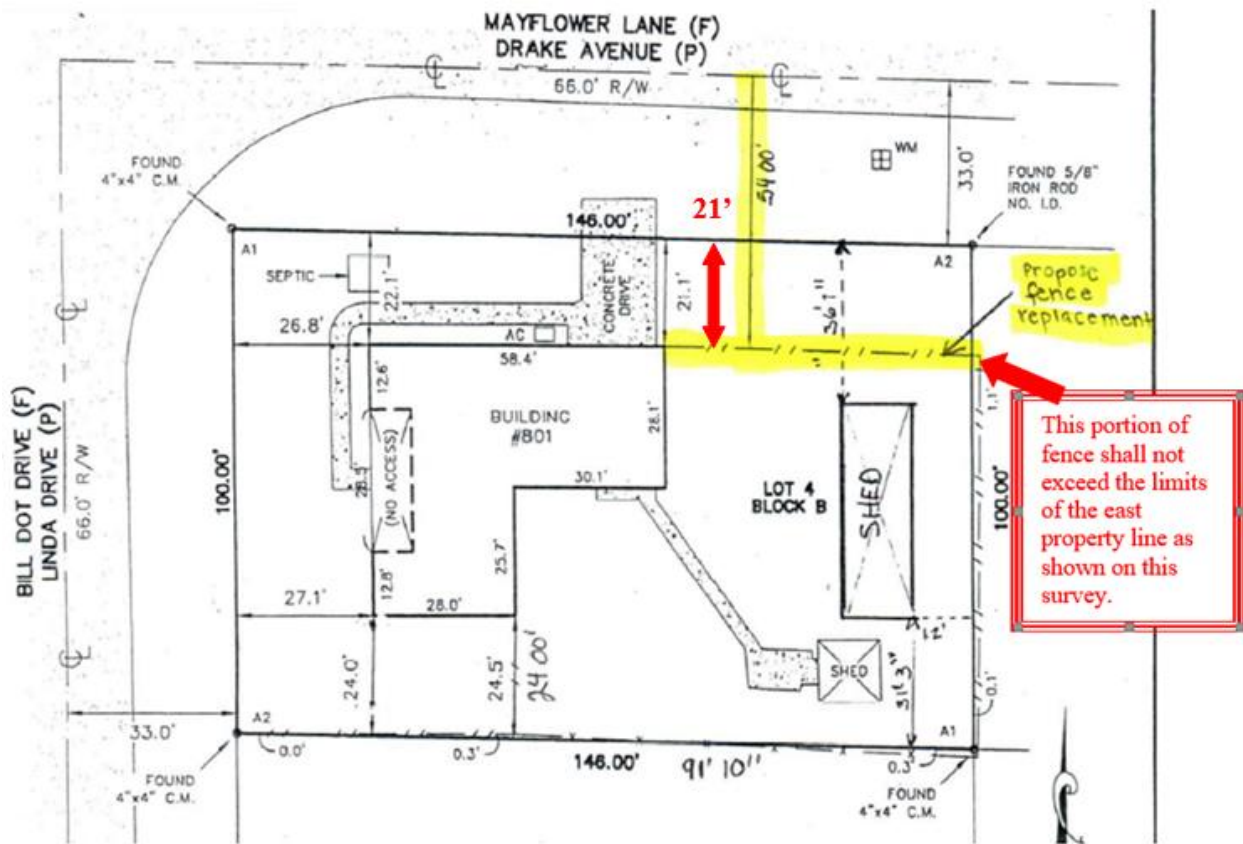 MAYFLOWER LANE (F)
DRAKE AVENUE (P)
66.0' R/W
FOUND
4"x4" C.M.
WM
54 00'
33.0'
FOUND 5/8"
IRON ROD
NO. I.D.
146.00'
21'
A1
A2
SEPTIC
22.1'
CONCRETE
DRIVE
21.1'
36' 7"
Propose
fence
replacement
26.8'
AC
58.4'
12.6'
1.1'
BUILDING
#801
28.1'
(NO ACCESS)
28.5'
30.1'
LOT 4
BLOCK B
SHED
100.00'
100.00'
This portion of
fence shall not
exceed the limits
of the east
property line as
shown on this
survey.
BILL DOT DRIVE (F)
LINDA DRIVE (P)
66.0' R/W
25.7'
12.8'
27.1'
28.0'
12'
24.0'
24.5'
24 00'
SHED
31' 3"
0.1'
33.0'
A2
A1
0.0'
0.3'
146.00'
91' 10"
0.3'
FOUND
4"x4" C.M.
FOUND
4"x4" C.M.